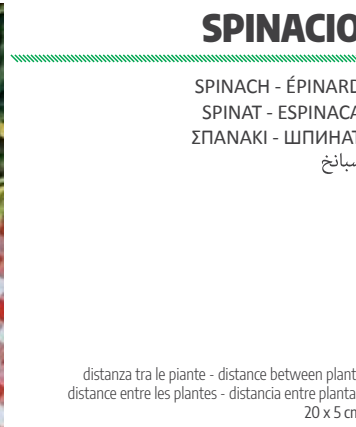 SPINACIO
SPINACH - ÉPINARD
SPINAT - ESPINACA
ΣΠΑΝΑΚΙ - ШПИНАТ
سبانخ
distanza tra le piante - distance between plant
distance entre les plantes - distancia entre planta
20 x 5 cm